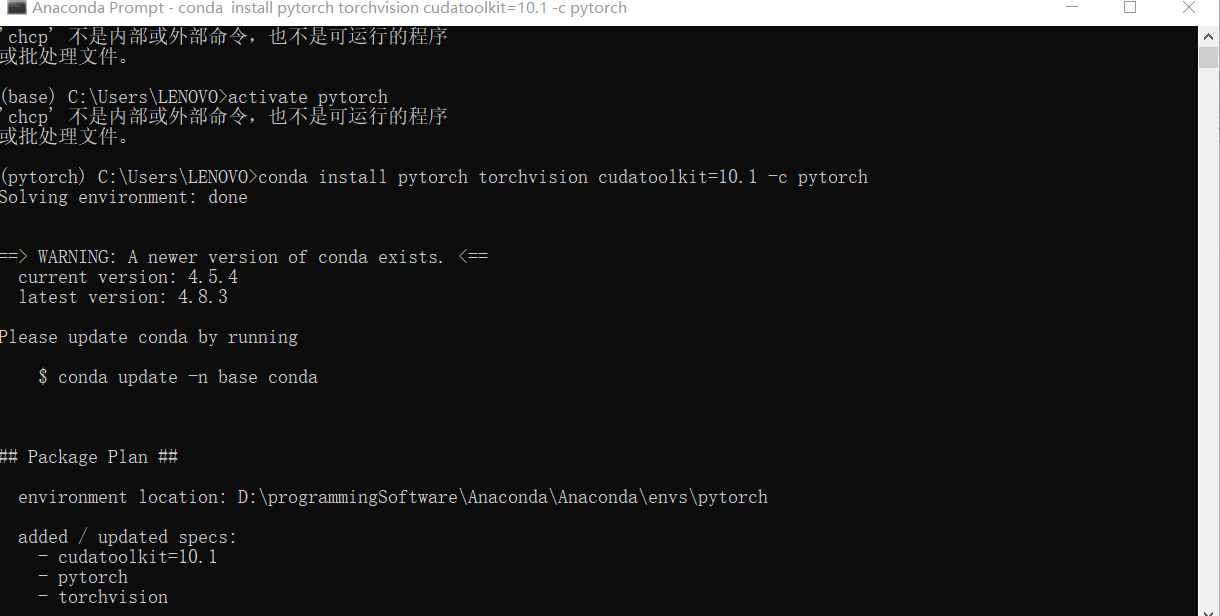 Anaconda Prompt - conda  install pytorch torchvision cudatoolkit=10.1 -c pytorch
'chcp' 不是内部或外部命令，也不是可运行的程序
或批处理文件。
(base) C:\Users\LENOVO>activate pytorch
'chcp' 不是内部或外部命令，也不是可运行的程序
或批处理文件。
(pytorch) C:\Users\LENOVO>conda install pytorch torchvision cudatoolkit=10.1 -c pytorch
Solving environment: done
==> WARNING: A newer version of conda exists. <==
current version: 4.5.4
latest version: 4.8.3
Please update conda by running
$ conda update -n base conda
## Package Plan ##
environment location: D:\programmingSoftware\Anaconda\Anaconda\envs\pytorch
added / updated specs:
- cudatoolkit=10.1
- pytorch
- torchvision